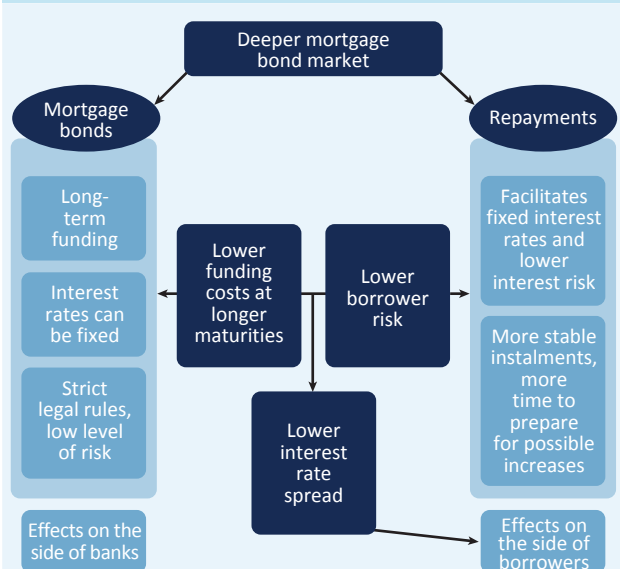 Deeper mortgage
bond market
Mortgage
bonds
Long-
term
funding
Interest
rates can
be fixed
Strict
legal rules,
low level
of risk
Effects on the
side of banks
Lower
funding
costs at
longer
maturities
Lower
borrower
risk
Lower
interest
rate
spread
Repayments
Facilitates
fixed interest
rates and
lower
interest risk
More stable
instalments,
more
time to
prepare
for possible
increases
Effects on
the side of
borrowers